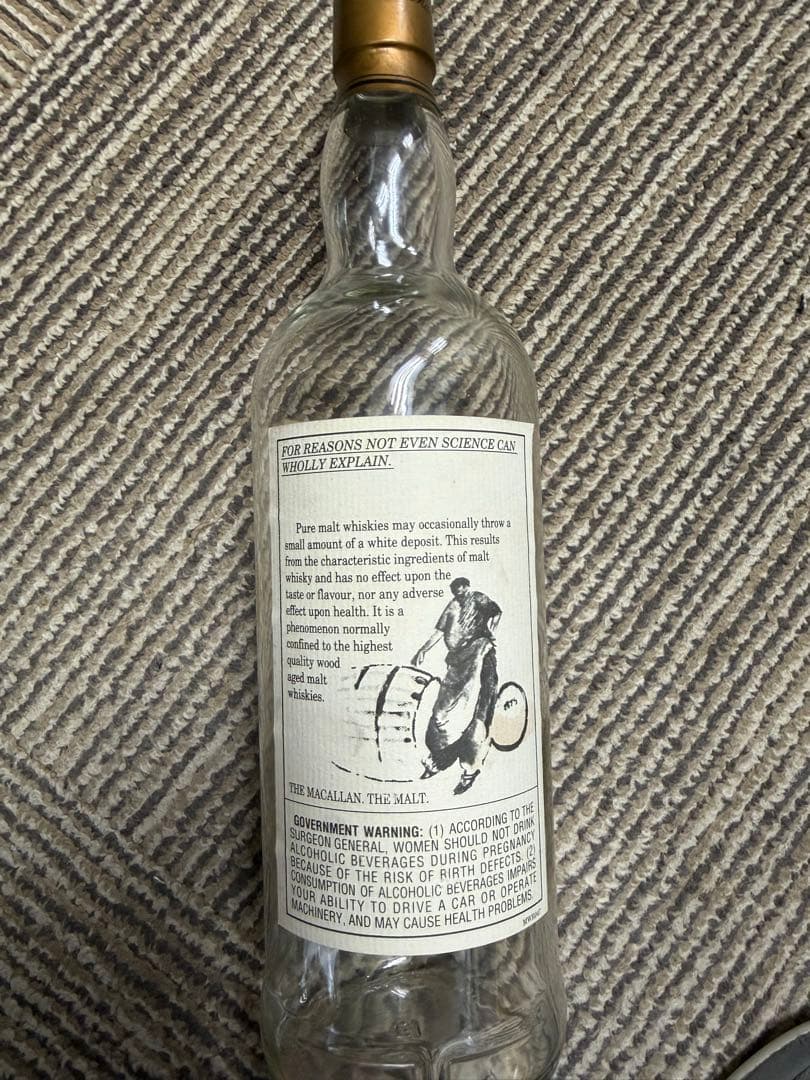 FOR REASONS NOT EVEN SCIENCE CAN
WHOLLY EXPLAIN.
Pure malt whiskies may occasionally throw a
small amount of a white deposit. This results
from the characteristic ingredients of malt
whisky and has no effect upon the
taste or flavour, nor any adverse
effect upon health. It is a
phenomenon normally
confined to the highest
quality wood
aged malt
whiskies.
THE MACALLAN. THE MALT.
GOVERNMENT WARNING: (1) ACCORDING TO THE
SURGEON GENERAL, WOMEN SHOULD NOT DRINK
ALCOHOLIC BEVERAGES DURING PREGNANCY
BECAUSE OF THE RISK OF BIRTH DEFECTS. (2)
CONSUMPTION OF ALCOHOLIC BEVERAGES IMPAIRS
YOUR ABILITY TO DRIVE A CAR OR OPERATE
MACHINERY, AND MAY CAUSE HEALTH PROBLEMS.